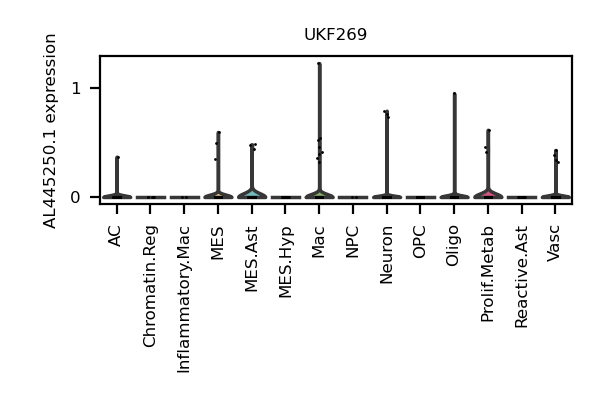 UKF269
AL445250.1 expression
1
0
AC
Chromatin.Reg
Inflammatory.Mac
MES
MES.Ast
MES.Hyp
Mac
NPC
Neuron
OPC
Oligo
Prolif.Metab
Reactive.Ast
Vasc